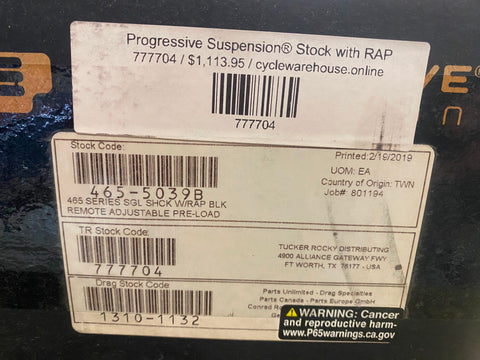 Progressive Suspension® Stock with RAP
777704 / $1,113.95 / cyclewarehouse.online
777704
Stock Code:
465-5039B
465 SERIES SGL SHCK W/RAP BLK
REMOTE ADJUSTABLE PRE-LOAD
Printed:2/19/2019
UOM: EA
Country of Origin: TWN
Job#: 801194
TR Stock Code:
777704
TUCKER ROCKY DISTRIBUTING
4900 ALLIANCE GATEWAY FWY
FT WORTH, TX 76177 - USA
Drag Stock Code:
1310-1132
Parts Unlimited - Drag Specialties
Parts Canada - Parts Europe GmbH
Conrad
WARNING: Cancer
and reproductive harm-
www.P65warnings.ca.gov